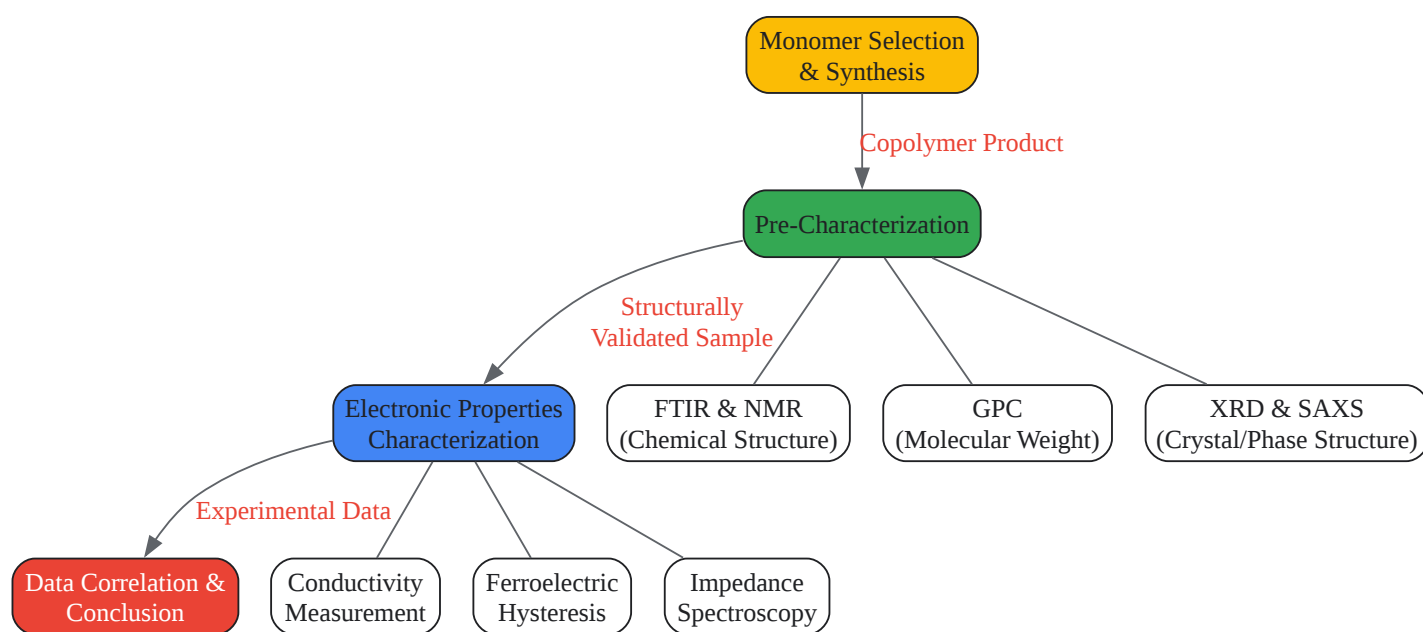 Monomer Selection
& Synthesis
Copolymer Product
Pre-Characterization
Structurally
Validated Sample
Electronic Properties
Characterization
FTIR & NMR
(Chemical Structure)
GPC
(Molecular Weight)
XRD & SAXS
(Crystal/Phase Structure)
Experimental Data
Data Correlation &
Conclusion
Conductivity
Measurement
Ferroelectric
Hysteresis
Impedance
Spectroscopy